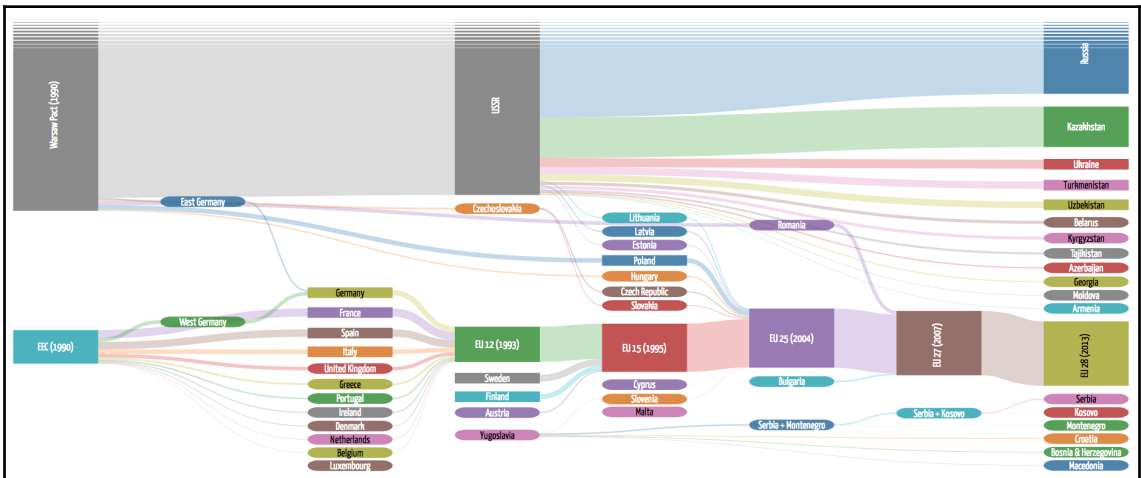 Warsaw Pact (1990)
USSR
Russia
Kazakhstan
Ukraine
Turkmenistan
Uzbekistan
East Germany
Czechoslovakia
Lithuania
Romania
Belarus
Latvia
Kyrgyzstan
Estonia
Tajikistan
Poland
Azerbaijan
Hungary
Georgia
Czech Republic
Germany
Moldova
Slovakia
Armenia
France
West Germany
Spain
EEC (1990)
EU 12 (1993)
EU 15 (1995)
EU 25 (2004)
EU 27 (2007)
EU 28 (2013)
Italy
United Kingdom
Sweden
Bulgaria
Greece
Cyprus
Finland
Portugal
Slovenia
Serbia
Ireland
Austria
Malta
Serbia + Kosovo
Kosovo
Denmark
Serbia + Montenegro
Montenegro
Netherlands
Yugoslavia
Croatia
Belgium
Bosnia & Herzegovina
Luxembourg
Macedonia